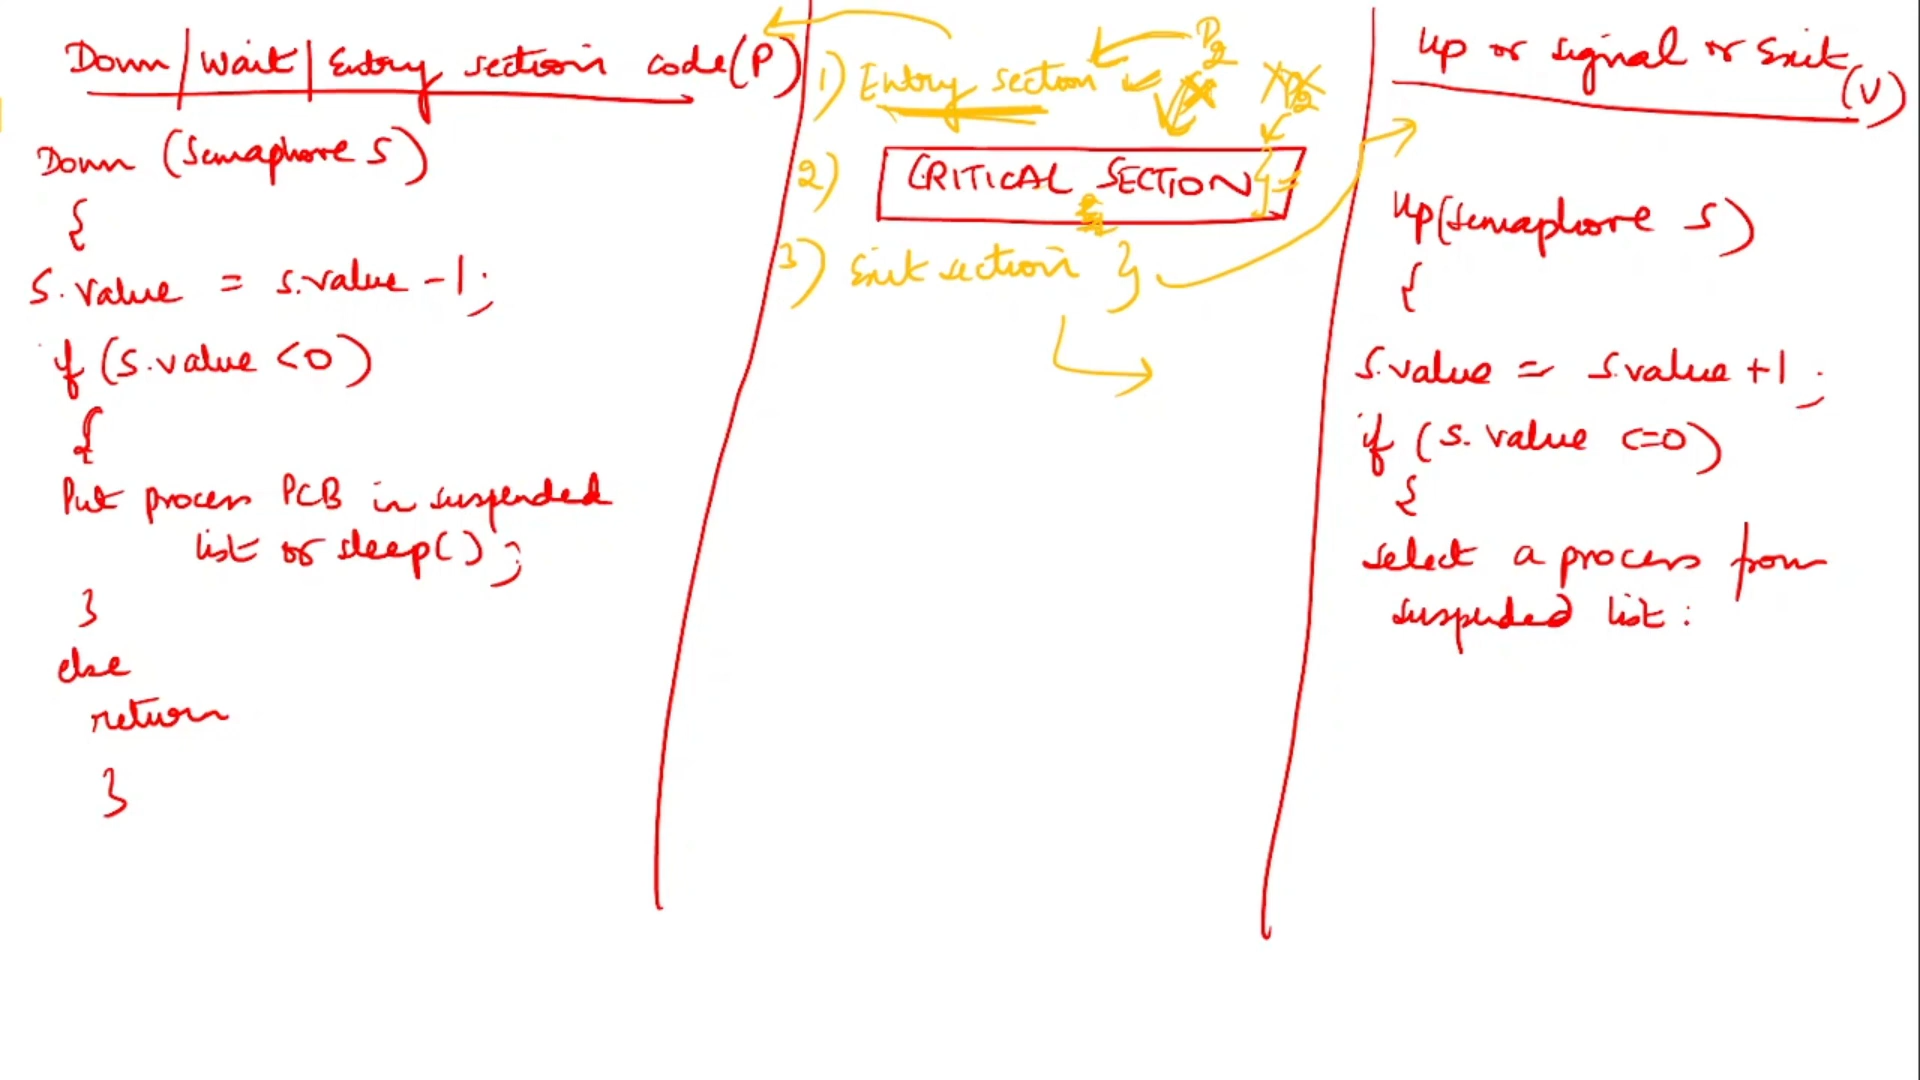 Down | Wait | Entry section code (P)
Down (Semaphore S)
{
S.value = S.value - 1;
if (S.value <0)
{
Put process PCB in suspended
list or sleep();
}
else
return
}
1) Entry section
P2
P2
2) CRITICAL SECTION
3) Exit section }
Up or signal or Exit
(V)
Up(semaphore S)
{
S.value = S.value +1 ;
if (S.value <=0)
{
select a process from
suspended list :